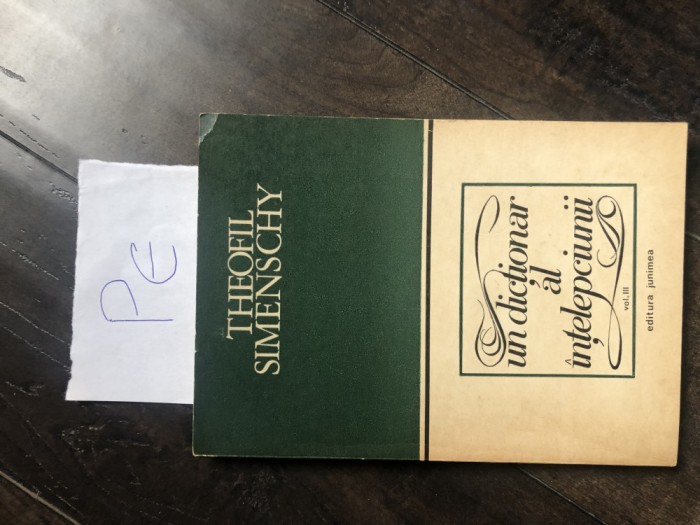 PE
THEOFIL
SIMENSCHY
un dicționar
al
înțelepciunii
vol. III
editura junimea